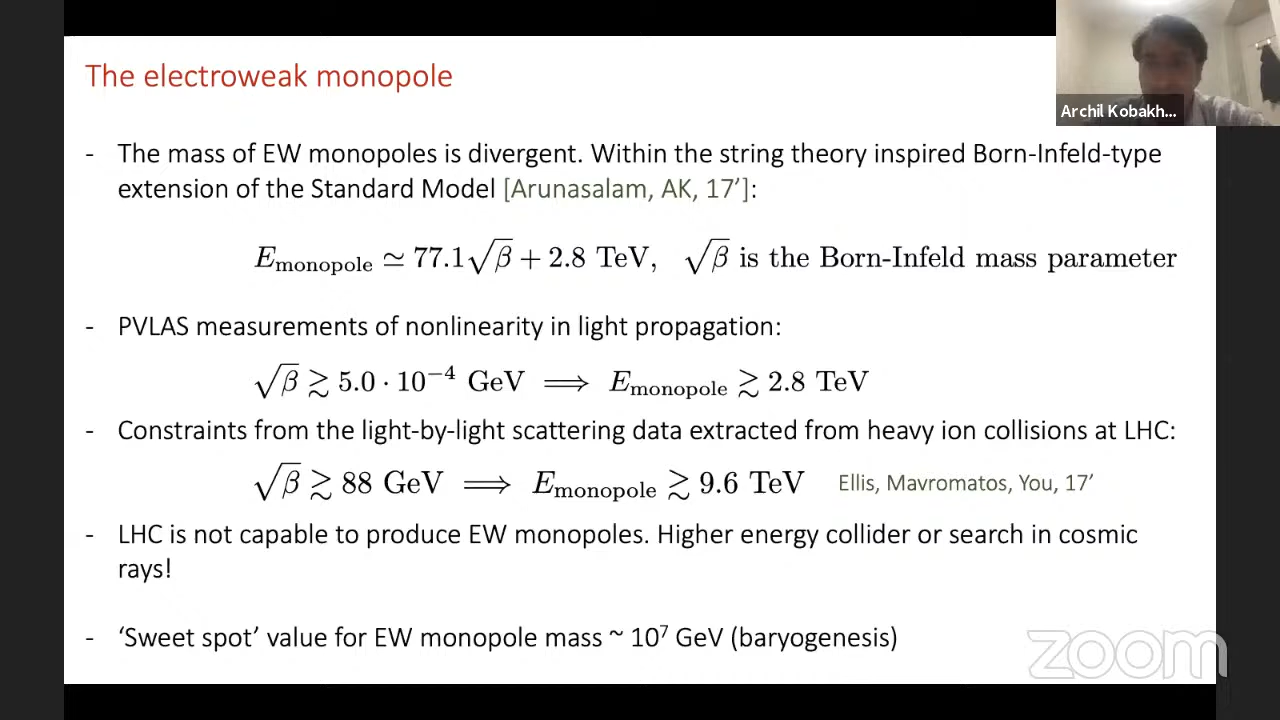 The electroweak monopole
Archil Kobakh...
- The mass of EW monopoles is divergent. Within the string theory inspired Born-Infeld-type
extension of the Standard Model [Arunasalam, AK, 17’]:
E_monopole ≃ 77.1√β + 2.8 TeV, √β is the Born-Infeld mass parameter
- PVLAS measurements of nonlinearity in light propagation:
√β ≳ 5.0 · 10⁻⁴ GeV ⟹ E_monopole ≳ 2.8 TeV
- Constraints from the light-by-light scattering data extracted from heavy ion collisions at LHC:
√β ≳ 88 GeV ⟹ E_monopole ≳ 9.6 TeV Ellis, Mavromatos, You, 17’
- LHC is not capable to produce EW monopoles. Higher energy collider or search in cosmic
rays!
- ‘Sweet spot’ value for EW monopole mass ~ 10⁷ GeV (baryogenesis)
zoom